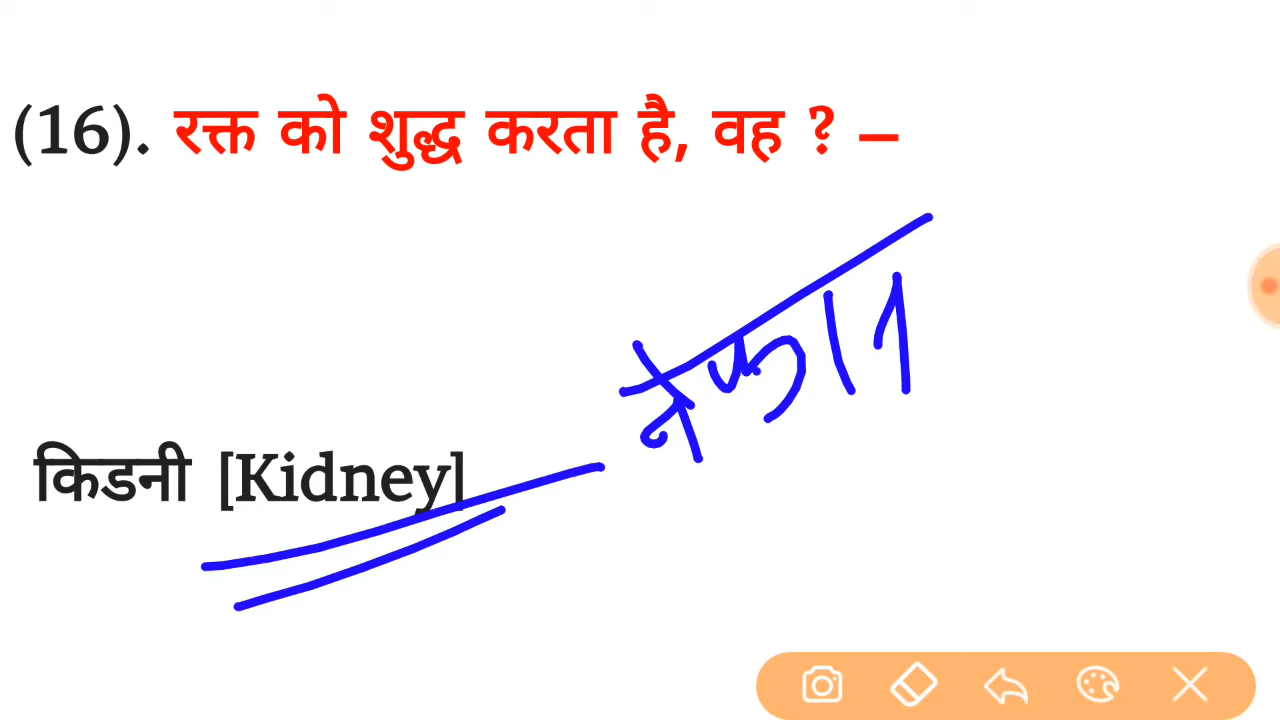 (16). रक्त को शुद्ध करता है, वह ? –
नेफ्रान
किडनी [Kidney]